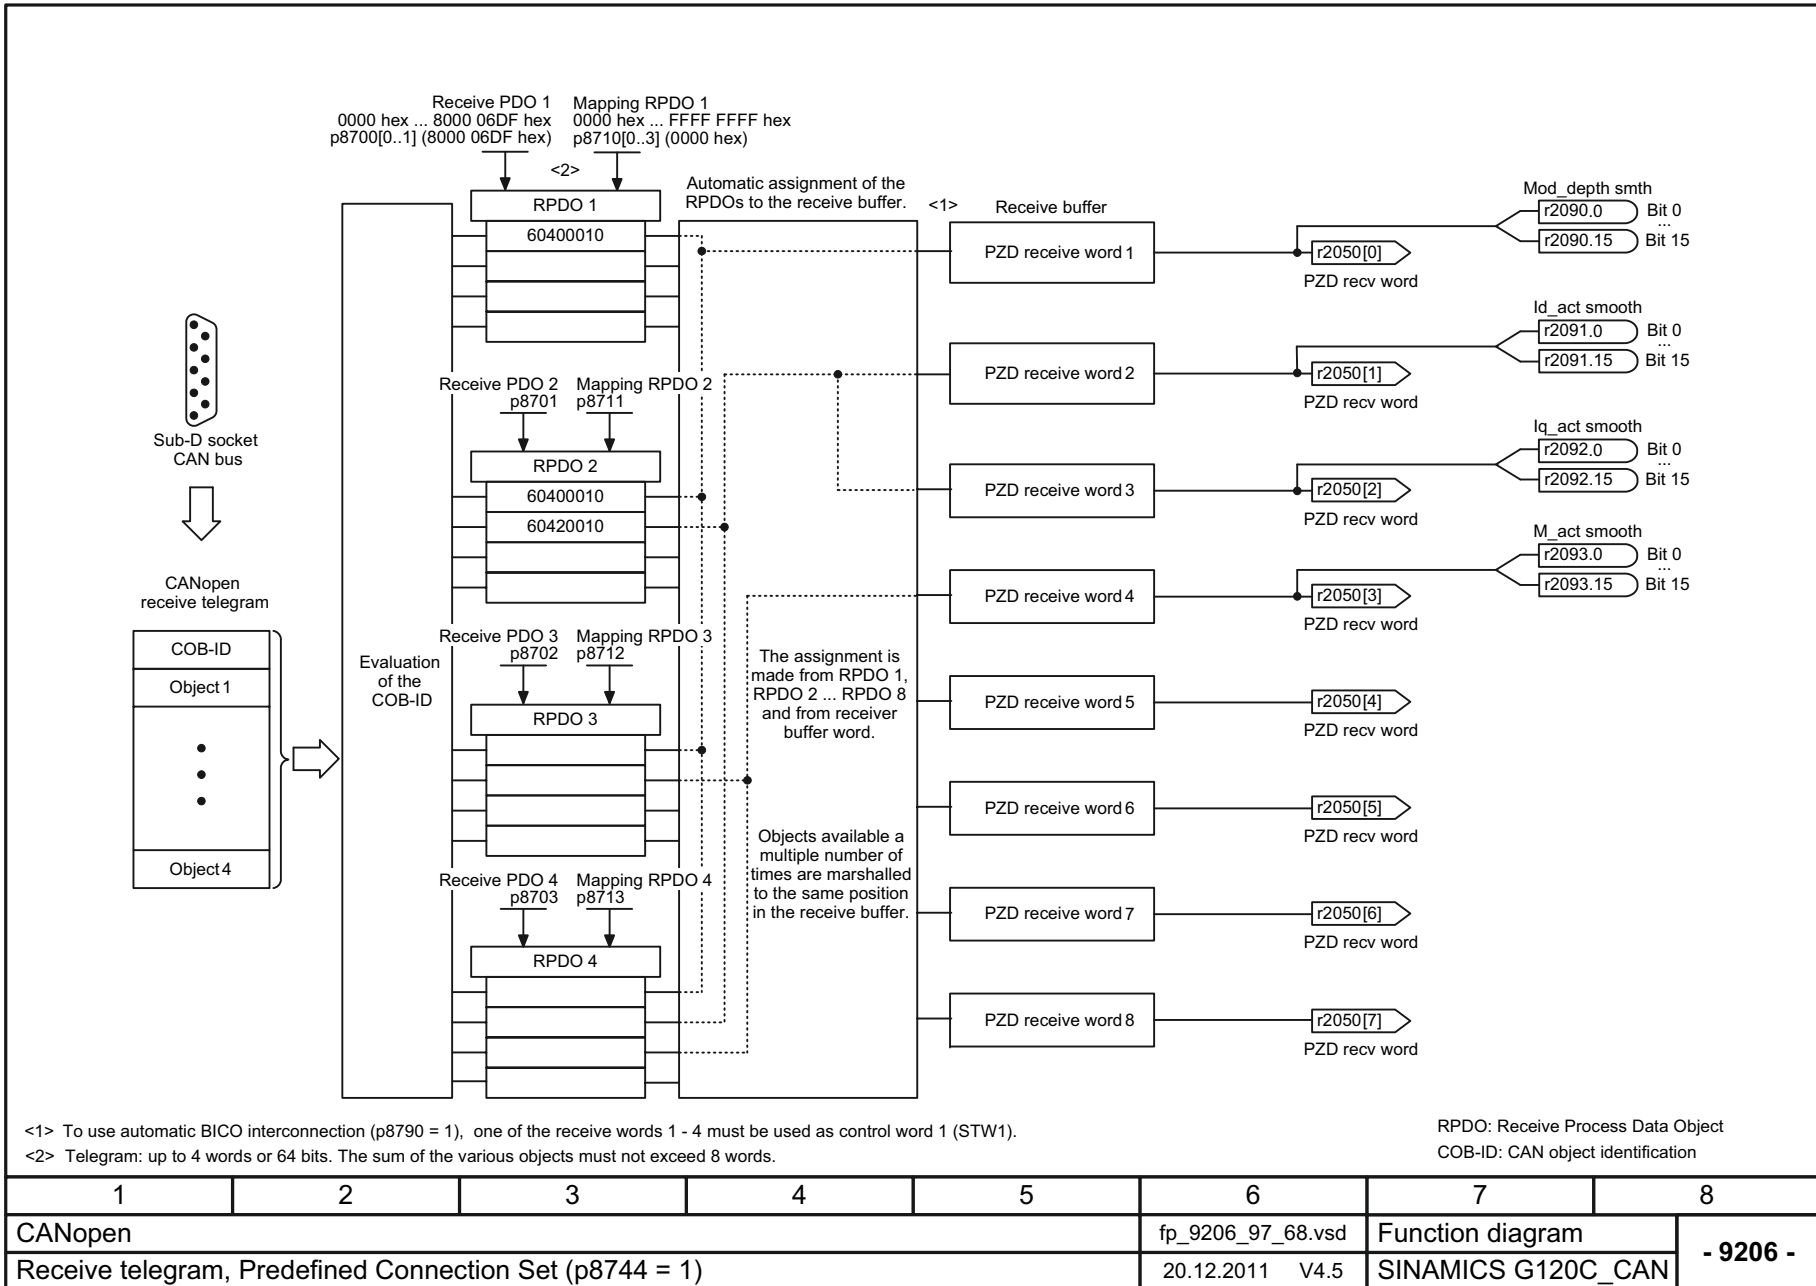 Receive PDO 1
0000 hex ... 8000 06DF hex
p8700[0..1] (8000 06DF hex)
Mapping RPDO 1
0000 hex ... FFFF FFFF hex
p8710[0..3] (0000 hex)
<2>
RPDO 1
60400010
Automatic assignment of the
RPDOs to the receive buffer.
<1>
Receive buffer
PZD receive word 1
r2050[0]
PZD recv word
Mod_depth smth
r2090.0
Bit 0
...
r2090.15
Bit 15
PZD receive word 2
r2050[1]
PZD recv word
Id_act smooth
r2091.0
Bit 0
...
r2091.15
Bit 15
Sub-D socket
CAN bus
Receive PDO 2
p8701
Mapping RPDO 2
p8711
RPDO 2
60400010
60420010
PZD receive word 3
r2050[2]
PZD recv word
Iq_act smooth
r2092.0
Bit 0
...
r2092.15
Bit 15
PZD receive word 4
r2050[3]
PZD recv word
M_act smooth
r2093.0
Bit 0
...
r2093.15
Bit 15
CANopen
receive telegram
COB-ID
Object 1
Object 4
Evaluation
of the
COB-ID
Receive PDO 3
p8702
Mapping RPDO 3
p8712
RPDO 3
The assignment is
made from RPDO 1,
RPDO 2 ... RPDO 8
and from receiver
buffer word.
PZD receive word 5
r2050[4]
PZD recv word
PZD receive word 6
r2050[5]
PZD recv word
Objects available a
multiple number of
times are marshalled
to the same position
in the receive buffer.
Receive PDO 4
p8703
Mapping RPDO 4
p8713
RPDO 4
PZD receive word 7
r2050[6]
PZD recv word
PZD receive word 8
r2050[7]
PZD recv word
<1> To use automatic BICO interconnection (p8790 = 1), one of the receive words 1 - 4 must be used as control word 1 (STW1).
<2> Telegram: up to 4 words or 64 bits. The sum of the various objects must not exceed 8 words.
RPDO: Receive Process Data Object
COB-ID: CAN object identification
1 2 3 4 5 6 7 8
CANopen
fp_9206_97_68.vsd
Function diagram
- 9206 -
Receive telegram, Predefined Connection Set (p8744 = 1)
20.12.2011 V4.5
SINAMICS G120C_CAN